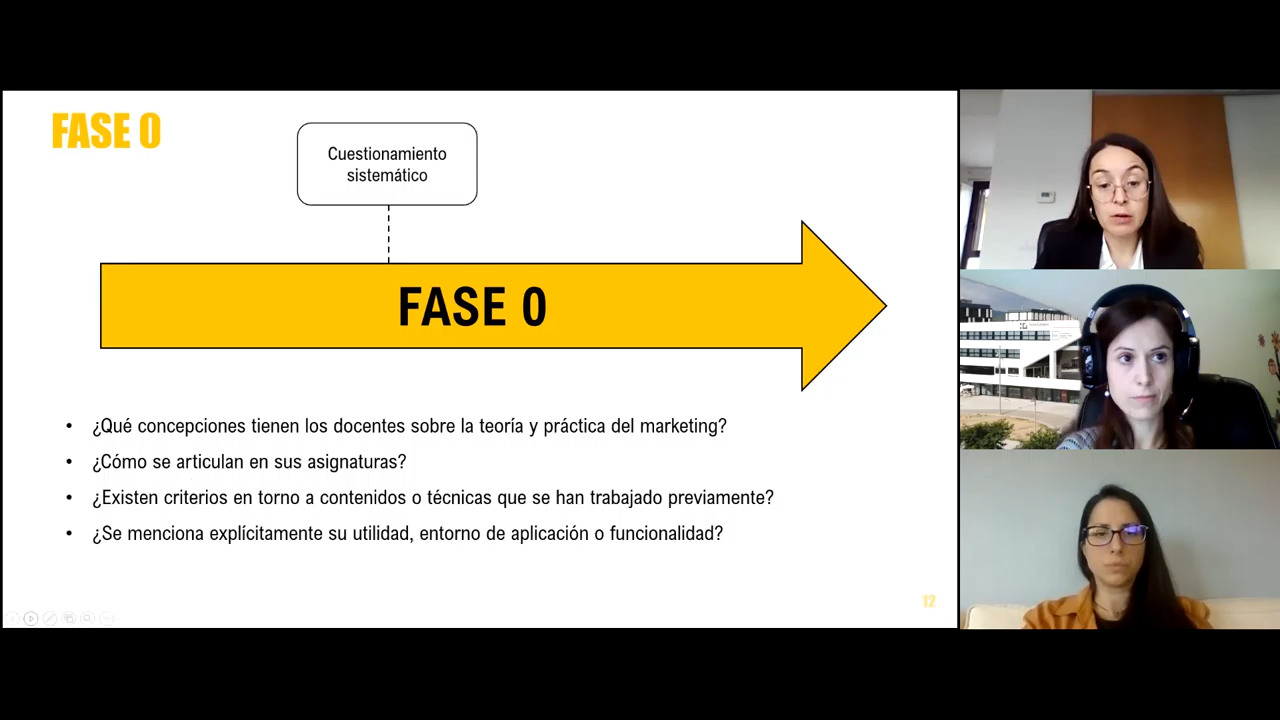 FASE 0
Cuestionamiento
sistemático
FASE 0
• ¿Qué concepciones tienen los docentes sobre la teoría y práctica del marketing?
• ¿Cómo se articulan en sus asignaturas?
• ¿Existen criterios en torno a contenidos o técnicas que se han trabajado previamente?
• ¿Se menciona explícitamente su utilidad, entorno de aplicación o funcionalidad?
12